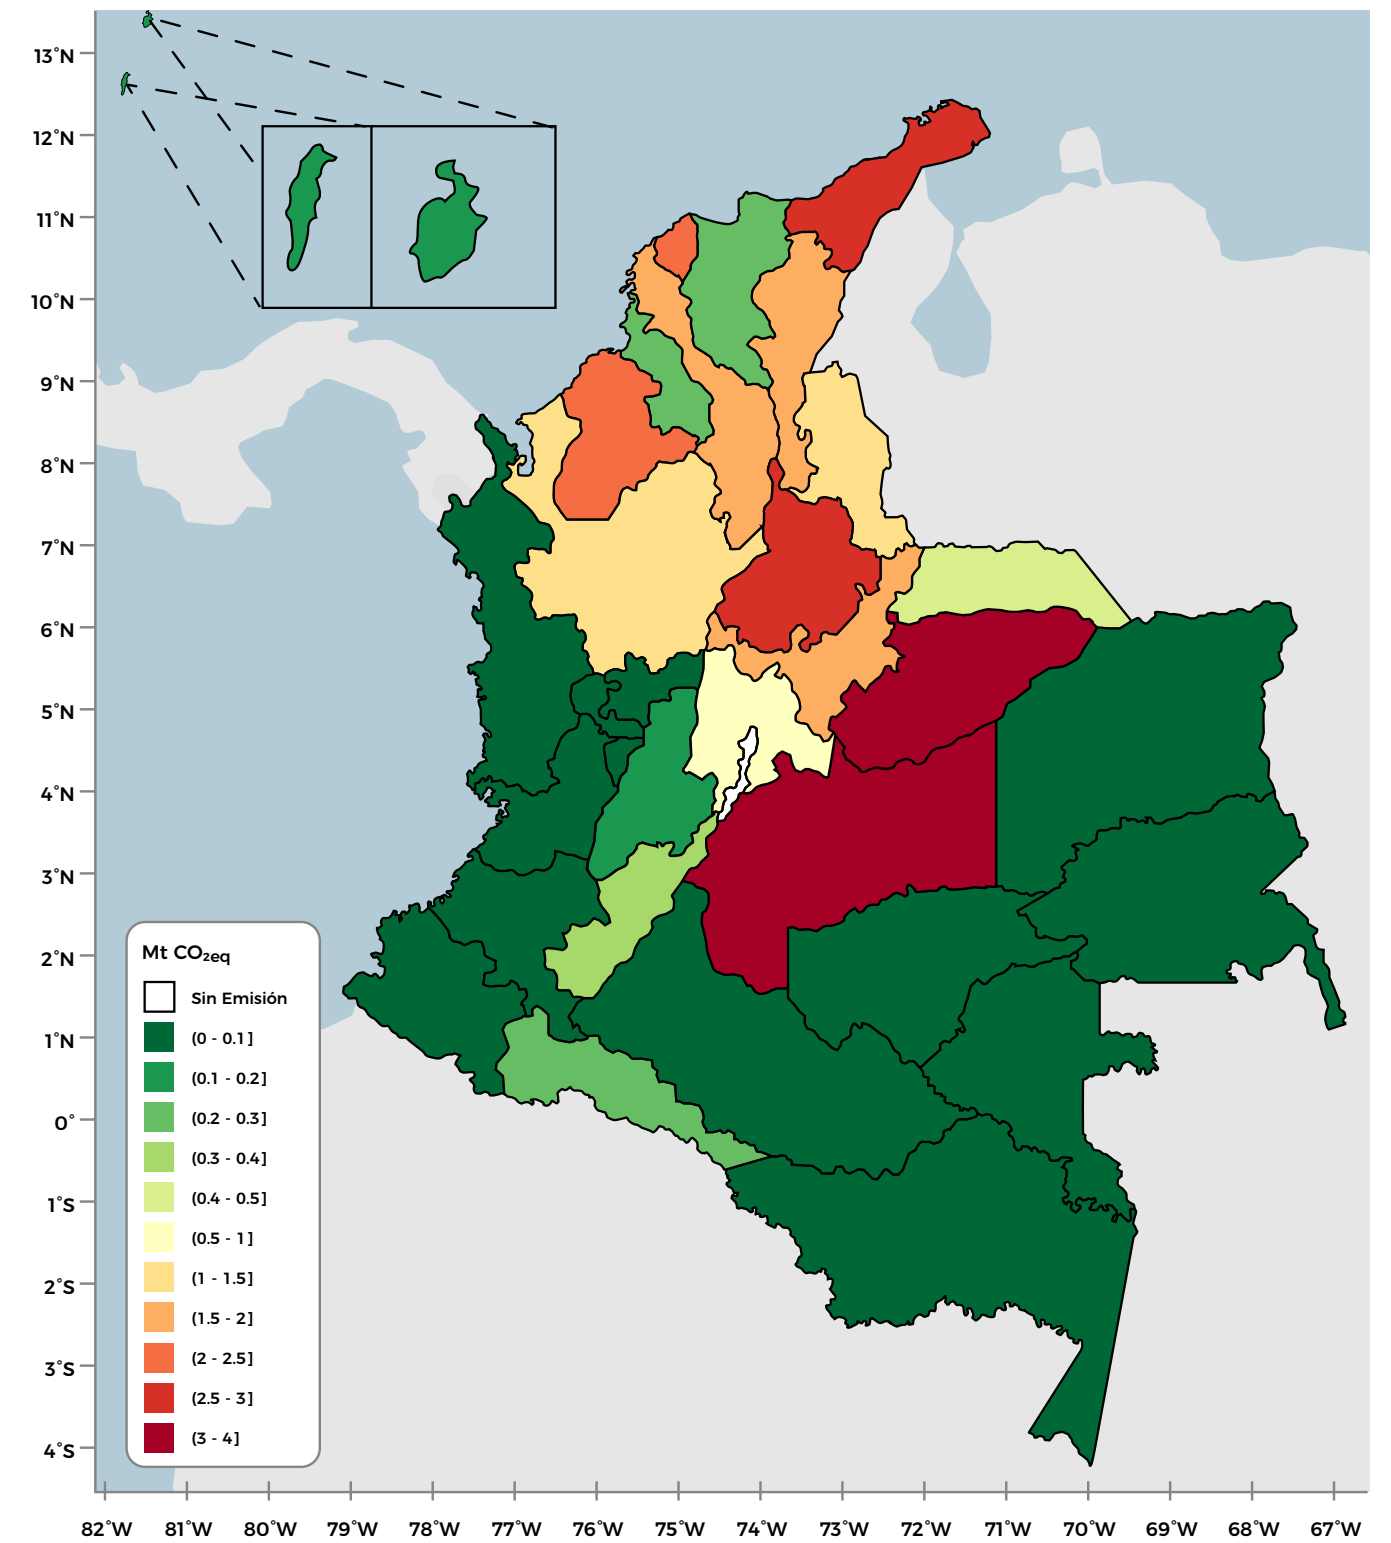 13°N
12°N
11°N
10°N
9°N
8°N
7°N
6°N
5°N
4°N
3°N
2°N
1°N
0°
1°S
2°S
3°S
4°S
Mt CO₂eq
Sin Emisión
(0 - 0.1]
(0.1 - 0.2]
(0.2 - 0.3]
(0.3 - 0.4]
(0.4 - 0.5]
(0.5 - 1]
(1 - 1.5]
(1.5 - 2]
(2 - 2.5]
(2.5 - 3]
(3 - 4]
82°W 81°W 80°W 79°W 78°W 77°W 76°W 75°W 74°W 73°W 72°W 71°W 70°W 69°W 68°W 67°W